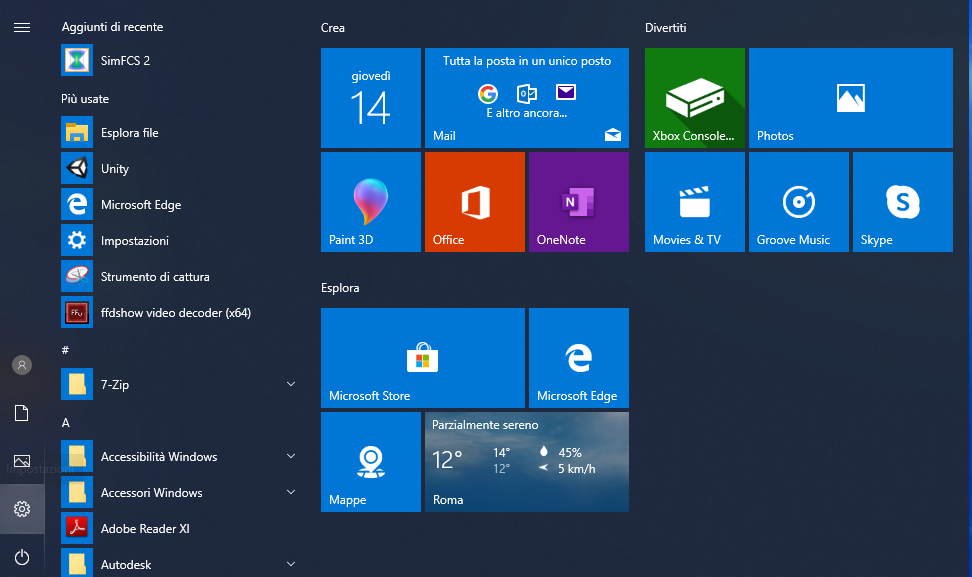 Aggiunti di recente
SimFCS 2
Più usate
Esplora file
Unity
Microsoft Edge
Impostazioni
Strumento di cattura
FFv
ffdshow video decoder (x64)
#
7-Zip
A
Accessibilità Windows
Accessori Windows
Adobe Reader XI
Autodesk
Impostazioni
Crea
giovedì
14
Tutta la posta in un unico posto
E altro ancora...
Mail
Paint 3D
Office
N
OneNote
Esplora
Microsoft Store
Microsoft Edge
Mappe
Parzialmente sereno
12°
14°
12°
45%
5 km/h
Roma
Divertiti
Xbox Console...
Photos
Movies & TV
Groove Music
S
Skype